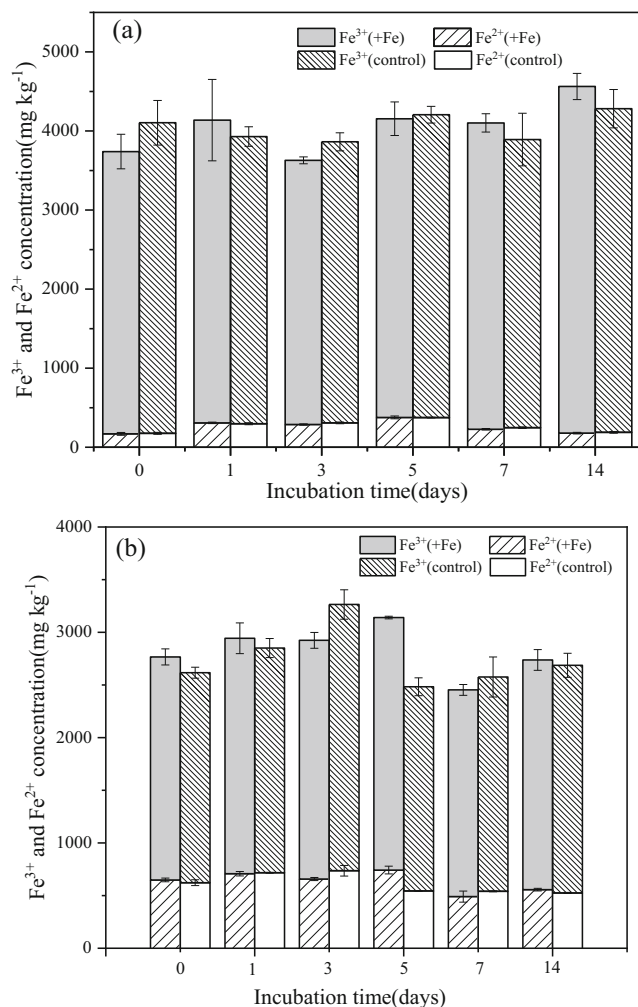 (a)
Fe³⁺(+Fe) Fe²⁺(+Fe)
Fe³⁺(control) Fe²⁺(control)
5000
4000
3000
2000
1000
0
Fe³⁺ and Fe²⁺ concentration(mg kg⁻¹)
0 1 3 5 7 14
Incubation time(days)
(b)
Fe³⁺(+Fe) Fe²⁺(+Fe)
Fe³⁺(control) Fe²⁺(control)
4000
3000
2000
1000
0
Fe³⁺ and Fe²⁺ concentration(mg kg⁻¹)
0 1 3 5 7 14
Incubation time(days)